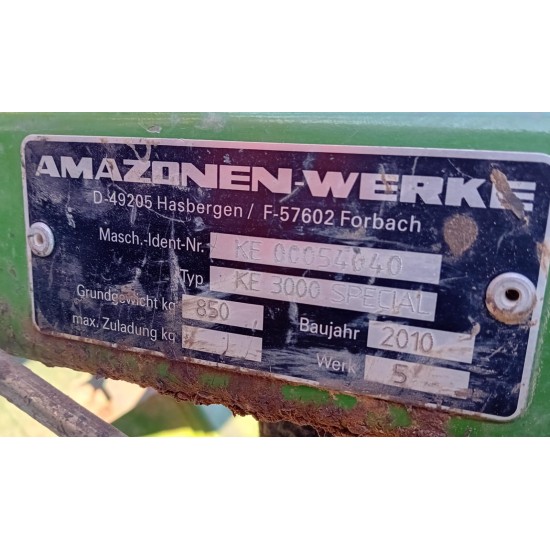 AMAZONEN-WERKE
D-49205 Hasbergen / F-57602 Forbach
Masch.-Ident-Nr. KE 00054040
Typ KE 3000 SPECIAL
Grundgewicht kg 850 Baujahr 2010
max. Zuladung kg Werk 5